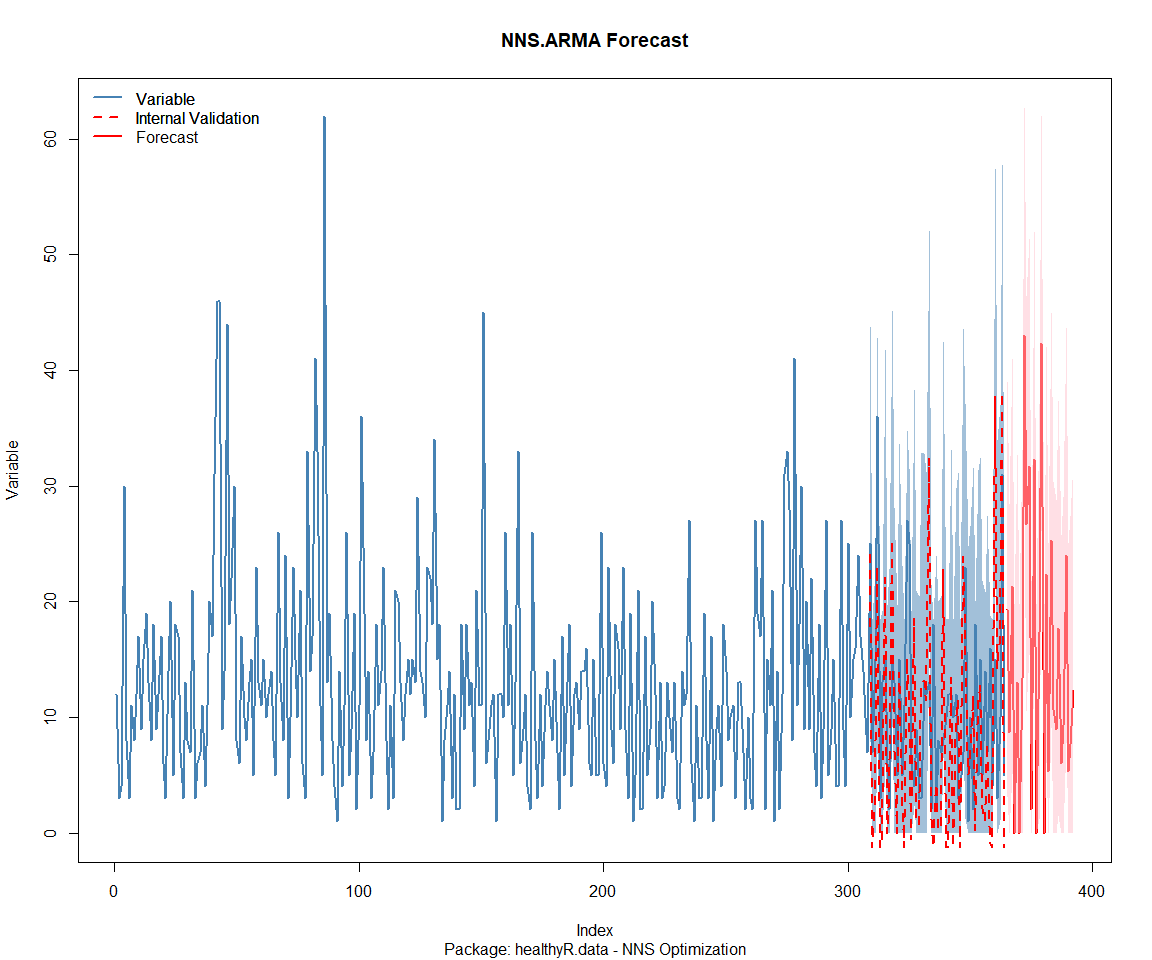 NNS.ARMA Forecast
Variable
Internal Validation
Forecast
Variable
60
50
40
30
20
10
0
0 100 200 300 400
Index
Package: healthyR.data - NNS Optimization